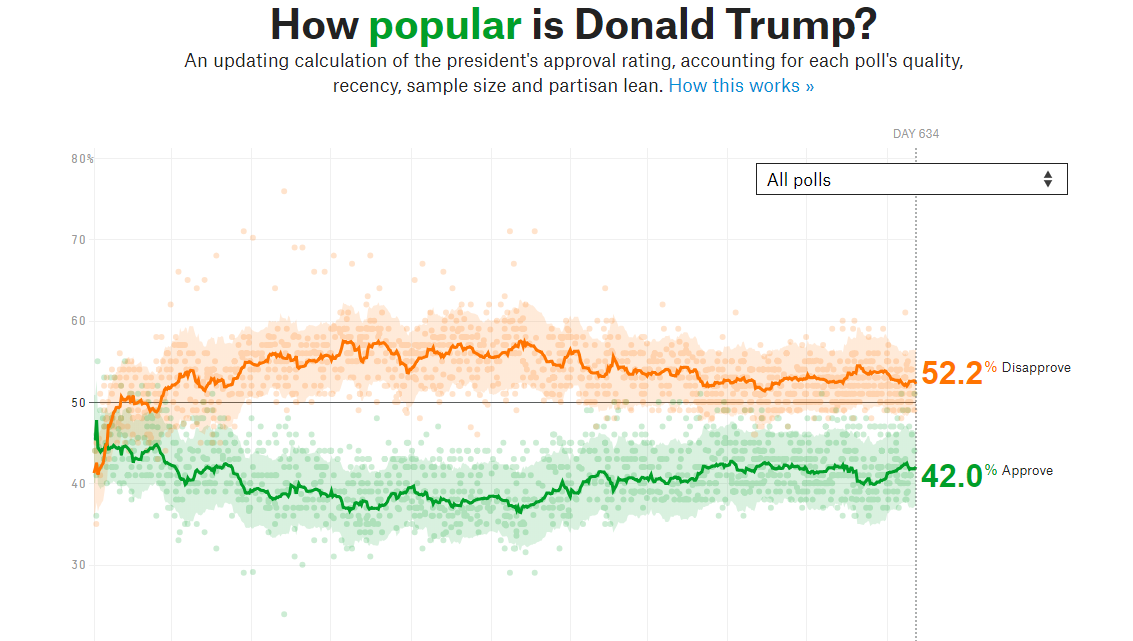 How popular is Donald Trump?
An updating calculation of the president's approval rating, accounting for each poll's quality,
recency, sample size and partisan lean. How this works »
DAY 634
80%
All polls
70
60
52.2% Disapprove
50
42.0% Approve
40
30